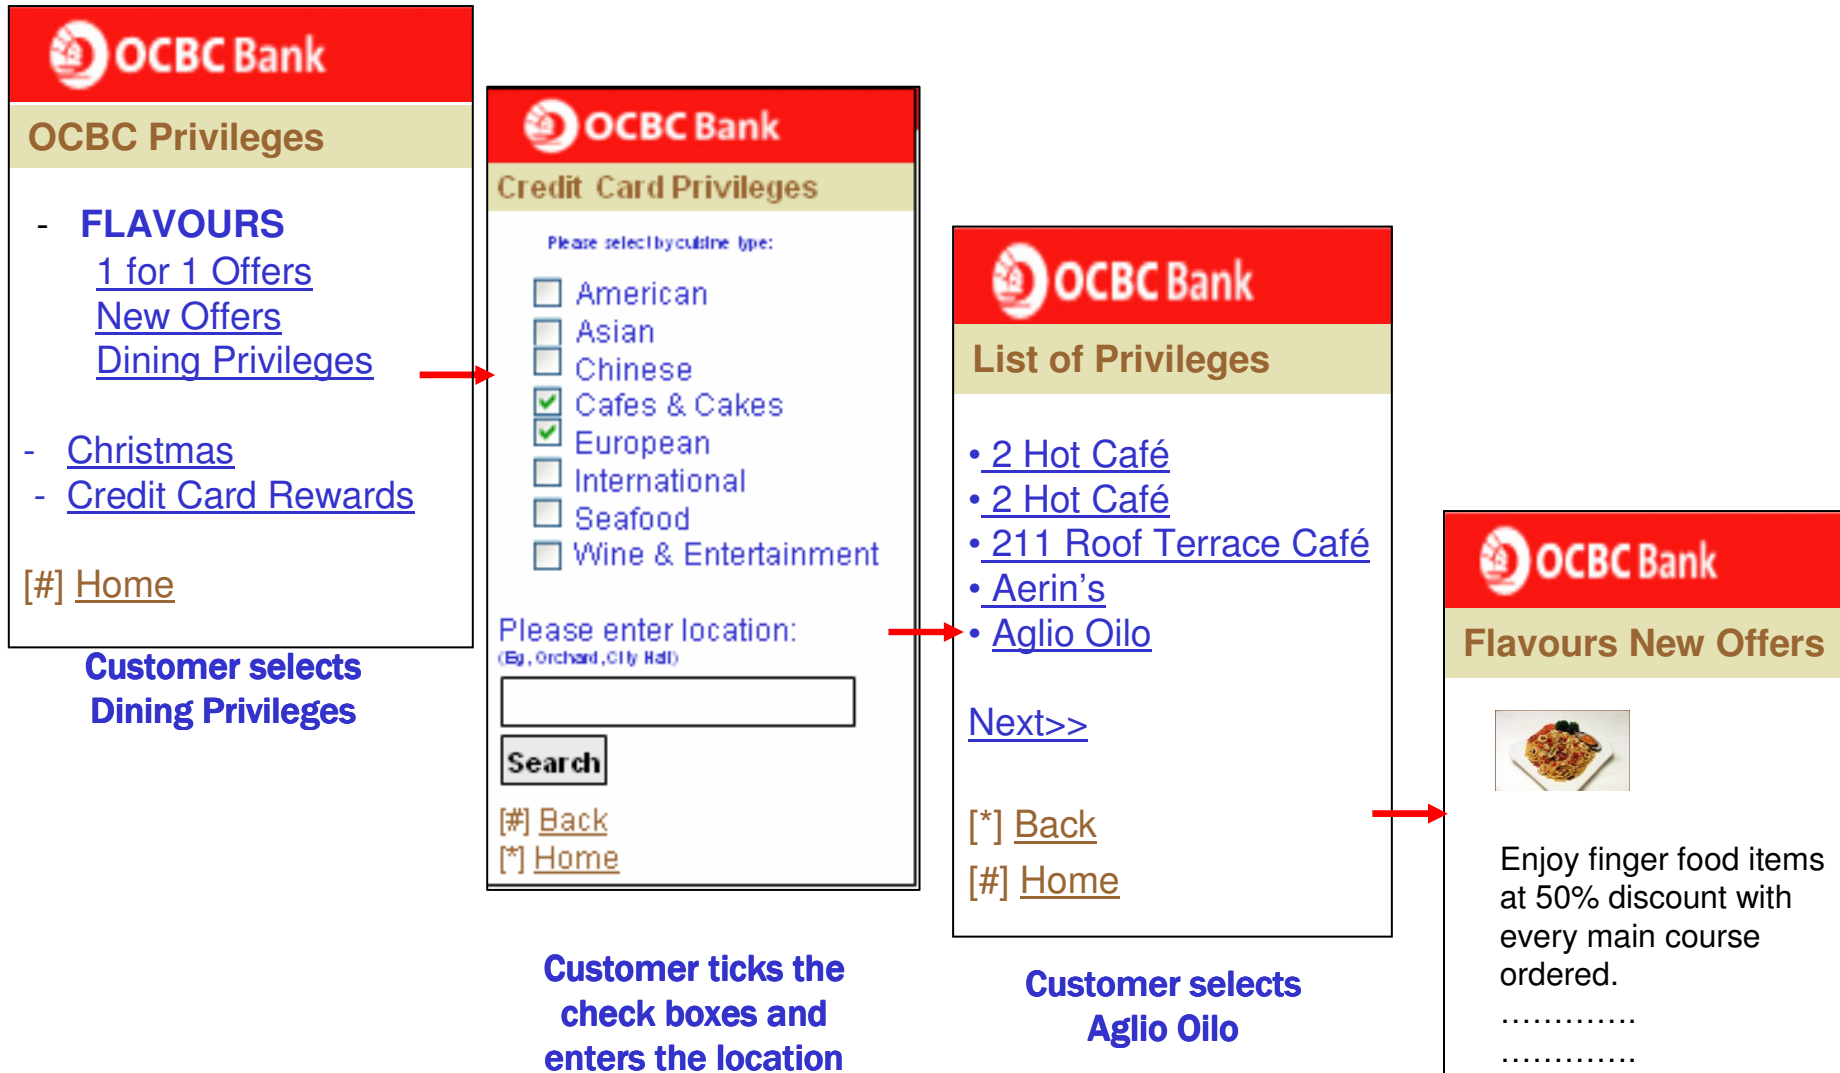 OCBC Bank
OCBC Privileges
- FLAVOURS
1 for 1 Offers
New Offers
Dining Privileges
- Christmas
- Credit Card Rewards
[#] Home
Customer selects
Dining Privileges
OCBC Bank
Credit Card Privileges
Please select by cuisine type:
American
Asian
Chinese
Cafes & Cakes
European
International
Seafood
Wine & Entertainment
Please enter location:
(Eg, Orchard, City Hall)
Search
[#] Back
[*] Home
Customer ticks the
check boxes and
enters the location
OCBC Bank
List of Privileges
• 2 Hot Café
• 2 Hot Café
• 211 Roof Terrace Café
• Aerin’s
• Aglio Oilo
Next>>
[*] Back
[#] Home
Customer selects
Aglio Oilo
OCBC Bank
Flavours New Offers
Enjoy finger food items
at 50% discount with
every main course
ordered.
………….
………….